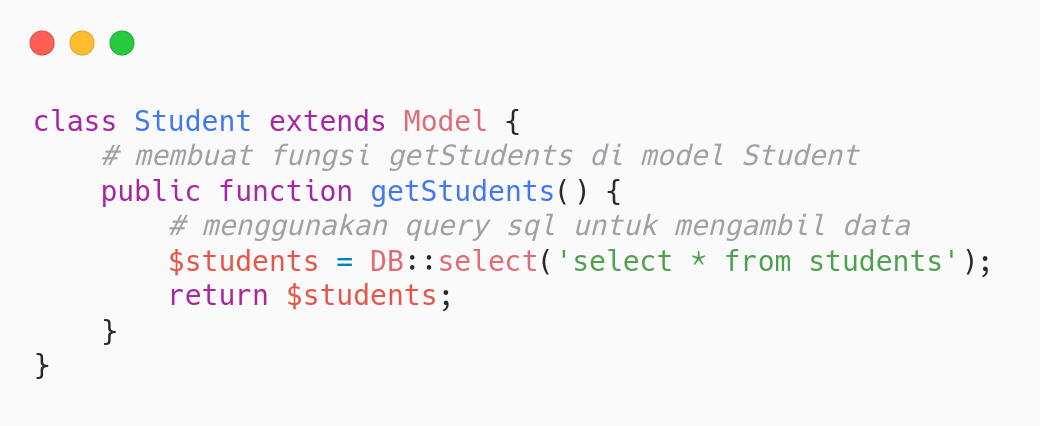 class Student extends Model {
    # membuat fungsi getStudents di model Student
    public function getStudents() {
        # menggunakan query sql untuk mengambil data
        $students = DB::select('select * from students');
        return $students;
    }
}